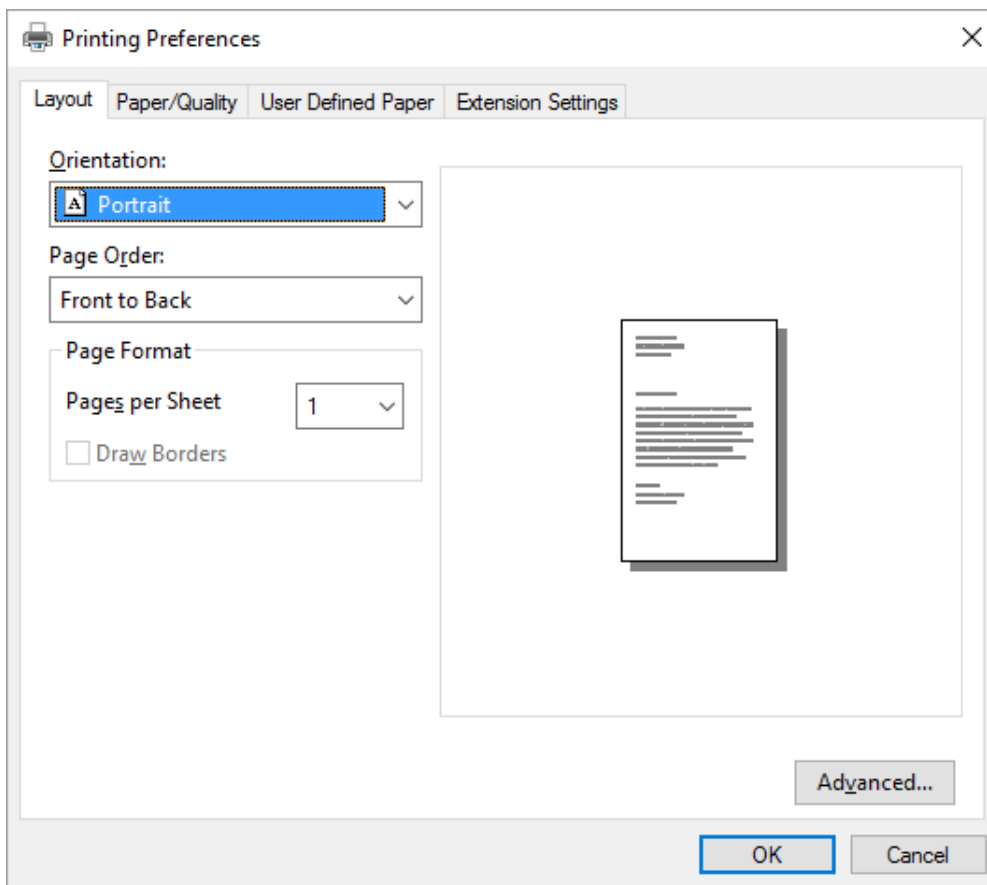 Printing Preferences
Layout Paper/Quality User Defined Paper Extension Settings
Orientation:
A Portrait
Page Order:
Front to Back
Page Format
Pages per Sheet 1
Draw Borders
Advanced...
OK Cancel